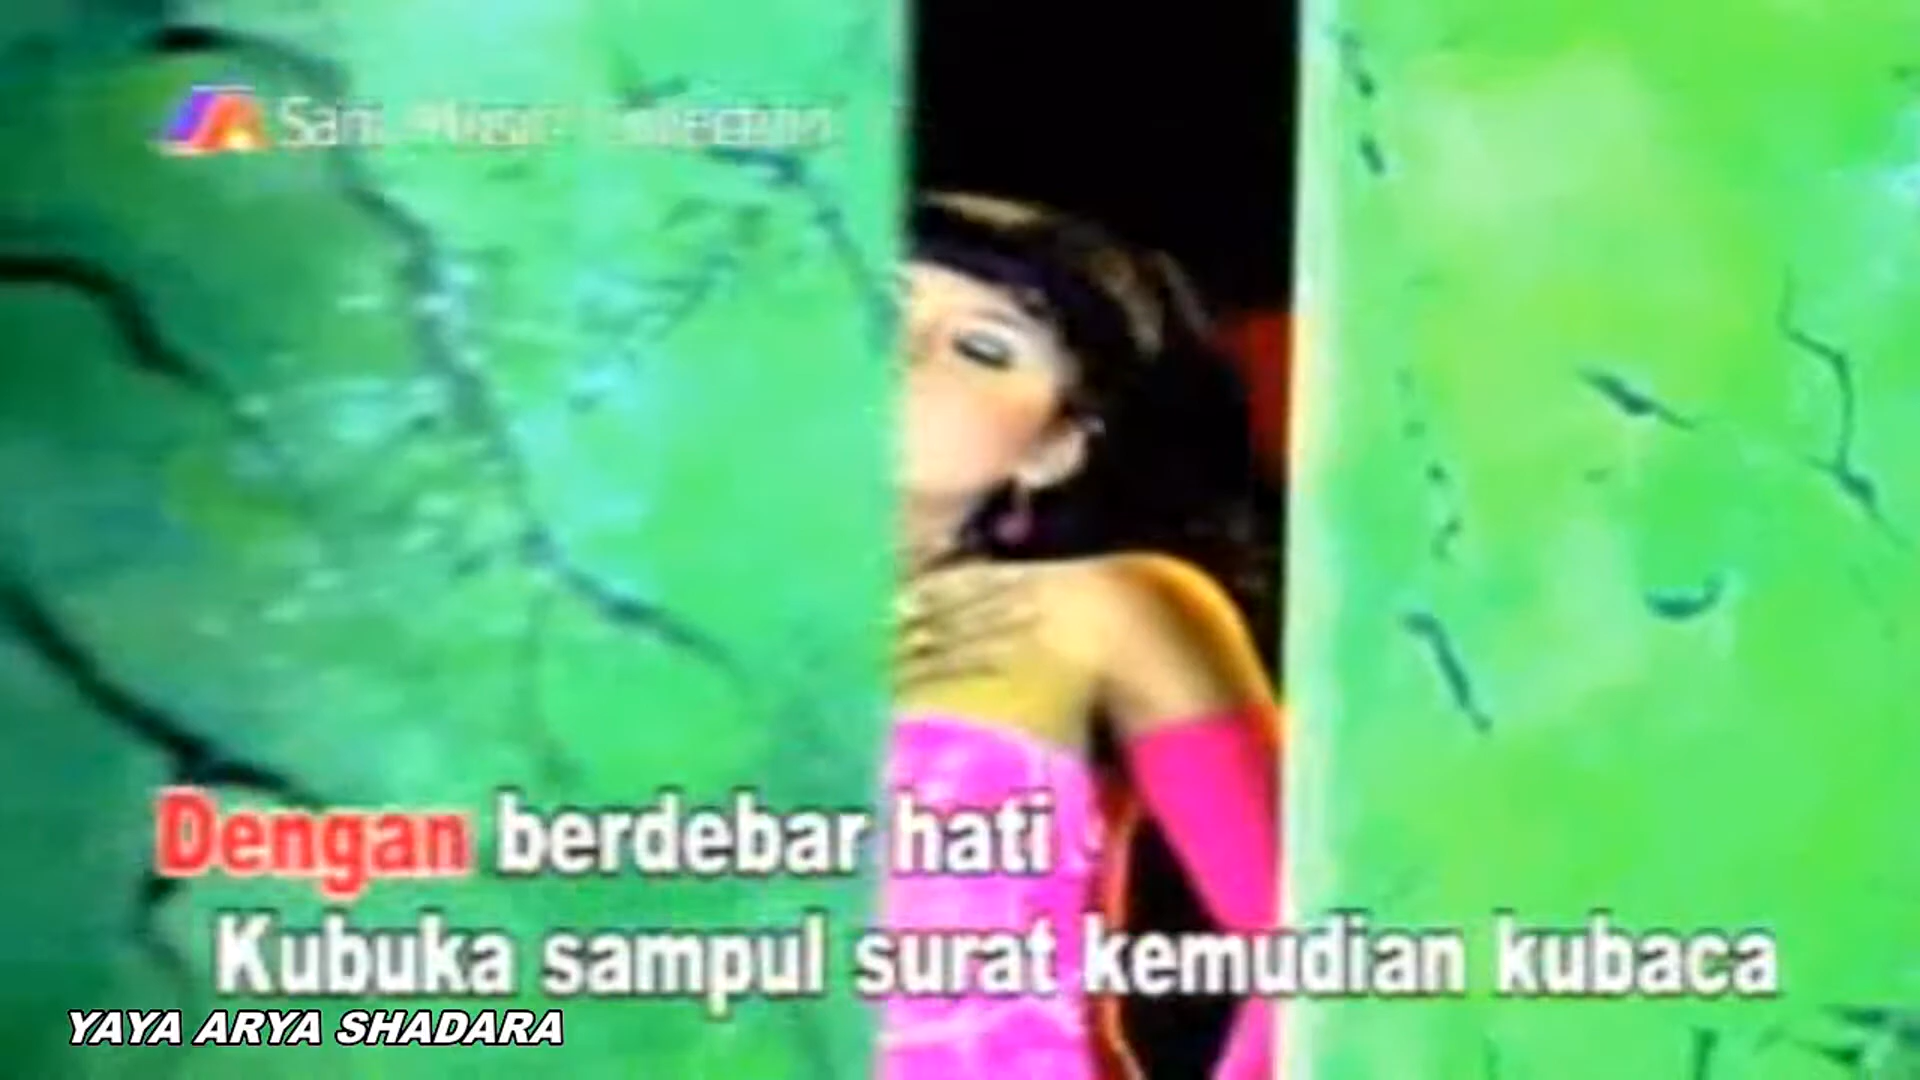 Dengan berdebar hati
Kubuka sampul surat kemudian kubaca
YAYA ARYA SHADARA